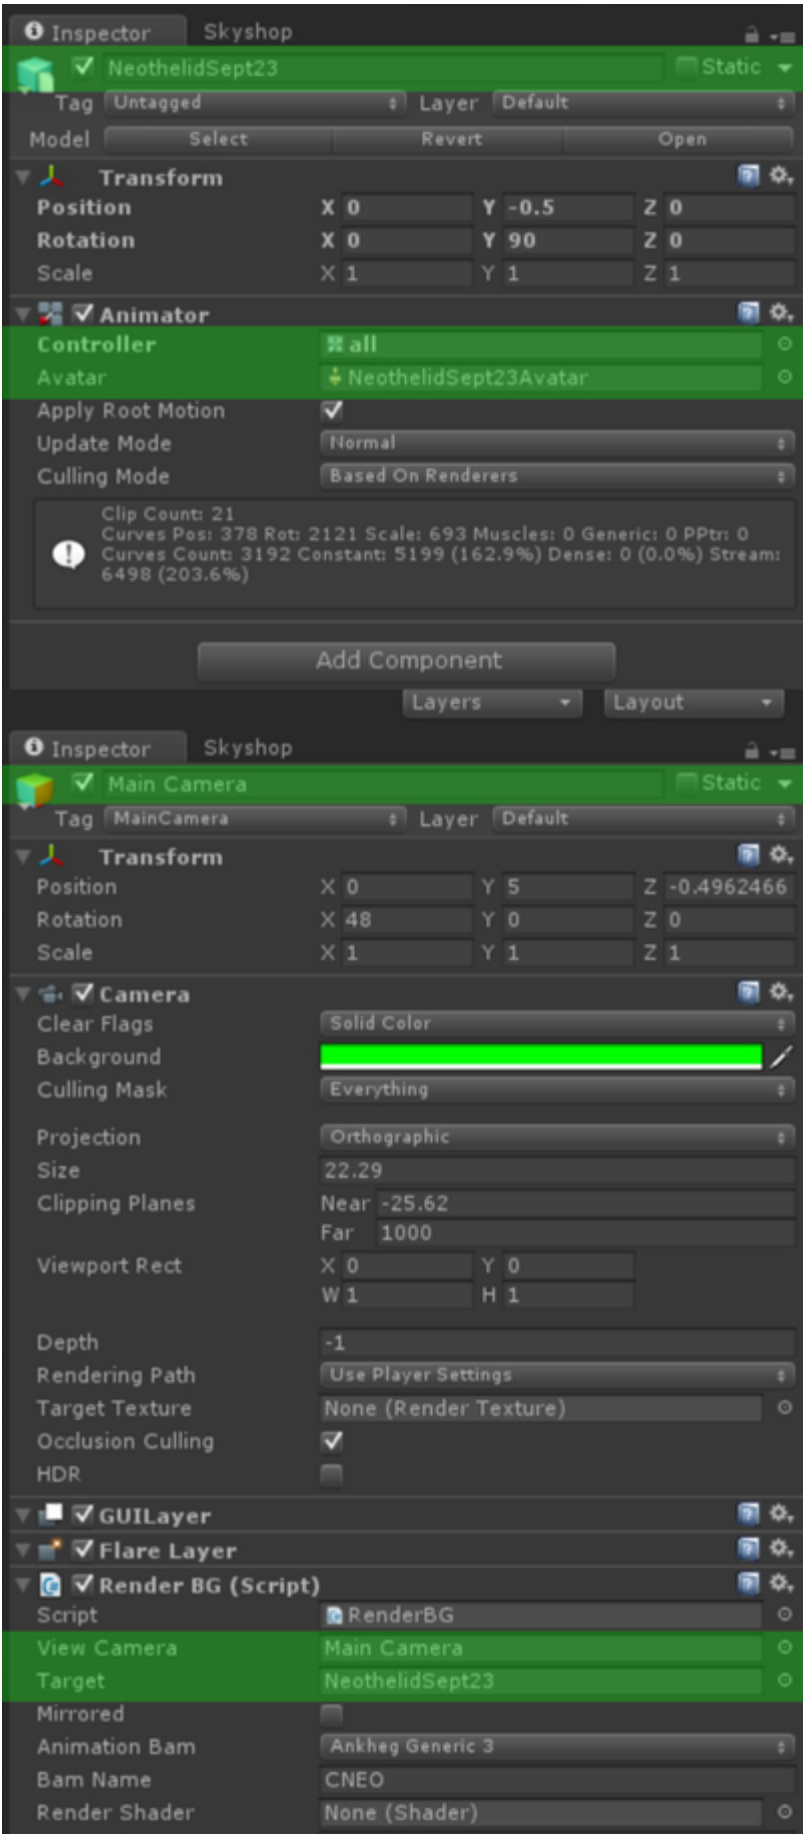 Inspector Skyshop
NeothelidSept23 Static
Tag Untagged Layer Default
Model Select Revert Open
Transform
Position X 0 Y -0.5 Z 0
Rotation X 0 Y 90 Z 0
Scale X 1 Y 1 Z 1
Animator
Controller all
Avatar NeothelidSept23Avatar
Apply Root Motion
Update Mode Normal
Culling Mode Based On Renderers
Clip Count: 21
Curves Pos: 378 Rot: 2121 Scale: 693 Muscles: 0 Generic: 0 PPtr: 0
Curves Count: 3192 Constant: 5199 (162.9%) Dense: 0 (0.0%) Stream:
6498 (203.6%)
Add Component
Layers Layout
Inspector Skyshop
Main Camera Static
Tag MainCamera Layer Default
Transform
Position X 0 Y 5 Z -0.4962466
Rotation X 48 Y 0 Z 0
Scale X 1 Y 1 Z 1
Camera
Clear Flags Solid Color
Background
Culling Mask Everything
Projection Orthographic
Size 22.29
Clipping Planes Near -25.62
Far 1000
Viewport Rect X 0 Y 0
W 1 H 1
Depth -1
Rendering Path Use Player Settings
Target Texture None (Render Texture)
Occlusion Culling
HDR
GUILayer
Flare Layer
Render BG (Script)
Script RenderBG
View Camera Main Camera
Target NeothelidSept23
Mirrored
Animation Bam Ankheg Generic 3
Bam Name CNEO
Render Shader None (Shader)